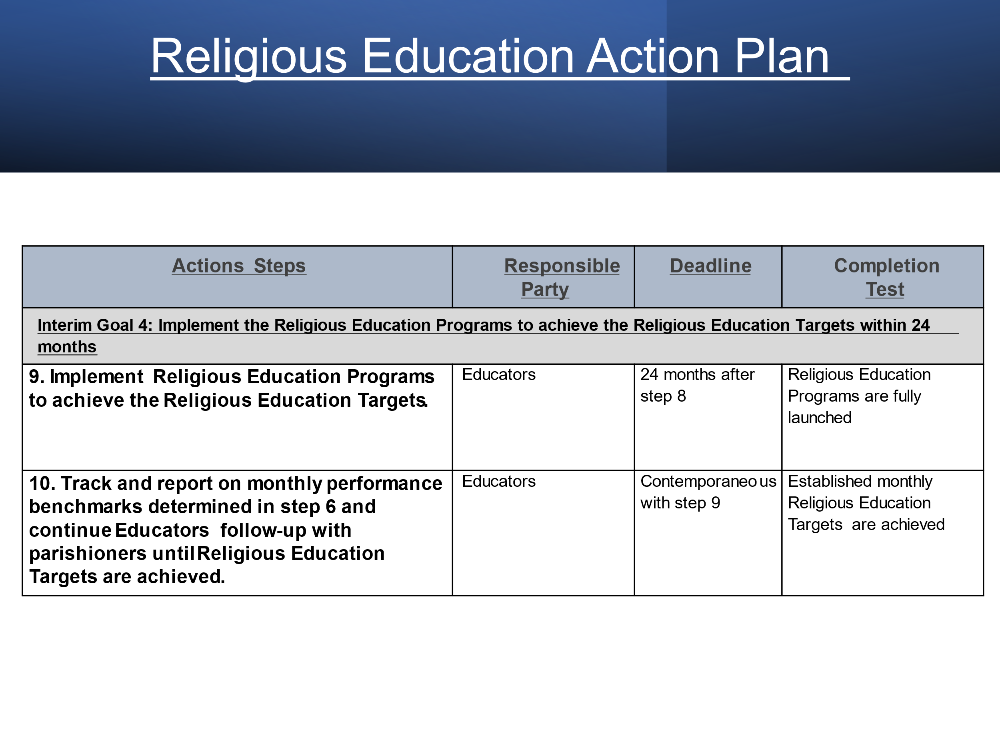 Religious Education Action Plan
Actions Steps
Responsible
Party
Deadline
Completion
Test
Interim Goal 4: Implement the Religious Education Programs to achieve the Religious Education Targets within 24
months
9. Implement Religious Education Programs
to achieve the Religious Education Targets.
Educators
24 months after
step 8
Religious Education
Programs are fully
launched
10. Track and report on monthly performance
benchmarks determined in step 6 and
continue Educators follow-up with
parishioners until Religious Education
Targets are achieved.
Educators
Contemporaneous
with step 9
Established monthly
Religious Education
Targets are achieved